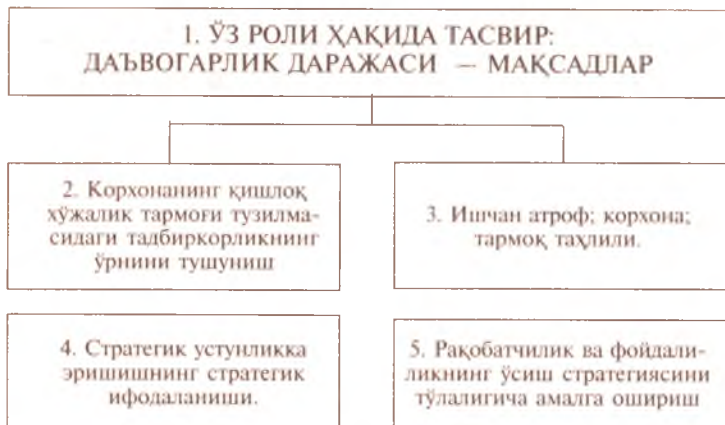 1. ЎЗ РОЛИ ҲАҚИДА ТАСВИР:
ДАЪВОГАРЛИК ДАРАЖАСИ — МАҚСАДЛАР
2. Корхонанинг қишлоқ
хўжалик тармоғи тузилма-
сидаги тадбиркорликнинг
ўрнини тушуниш
3. Ишчан атроф; корхона;
тармоқ таҳлили.
4. Стратегик устунликка
эришишнинг стратегик
ифодаланиши.
5. Рақобатчилик ва фойдали-
ликнинг ўсиш стратегиясини
тўлалигича амалга ошириш